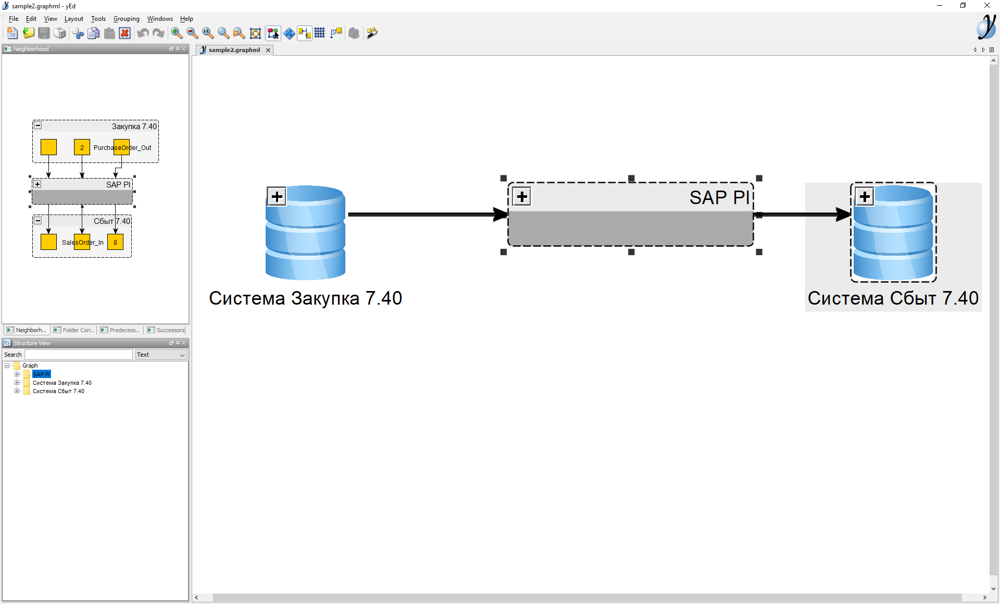 sample2.graphml - yEd
File Edit View Layout Tools Grouping Windows Help
Neighborhood
Закупка 7.40
2 PurchaseOrder_Out
SAP PI
Сбыт 7.40
SalesOrder_In 8
Neighborh.. Folder Con.. Predecess.. Successors
Structure View
Search Text
Graph
SAP PI
Система Закупка 7.40
Система Сбыт 7.40
sample2.graphml
SAP PI
Система Закупка 7.40
Система Сбыт 7.40